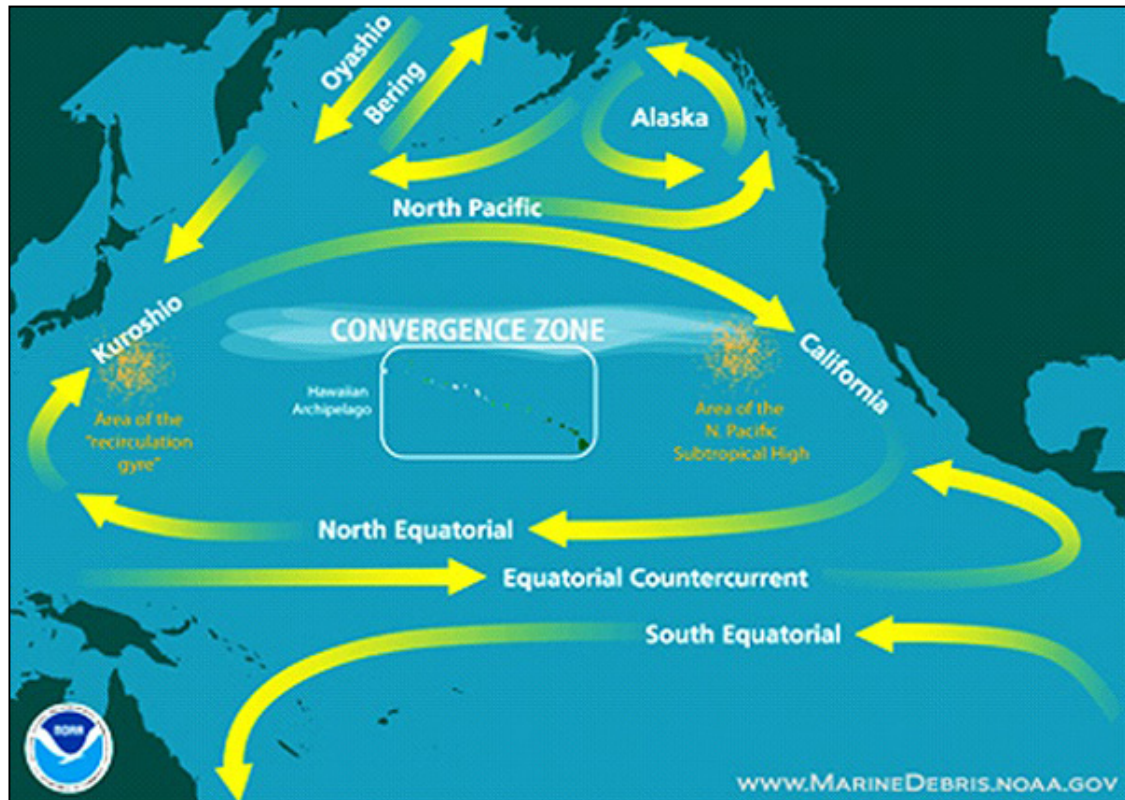 Oyashio
Bering
Alaska
North Pacific
Kuroshio
CONVERGENCE ZONE
California
Hawaiian
Archipelago
Area of the
"recirculation
gyre"
Area of the
N. Pacific
Subtropical High
North Equatorial
Equatorial Countercurrent
South Equatorial
NOAA
WWW.MARINEDEBRIS.NOAA.GOV